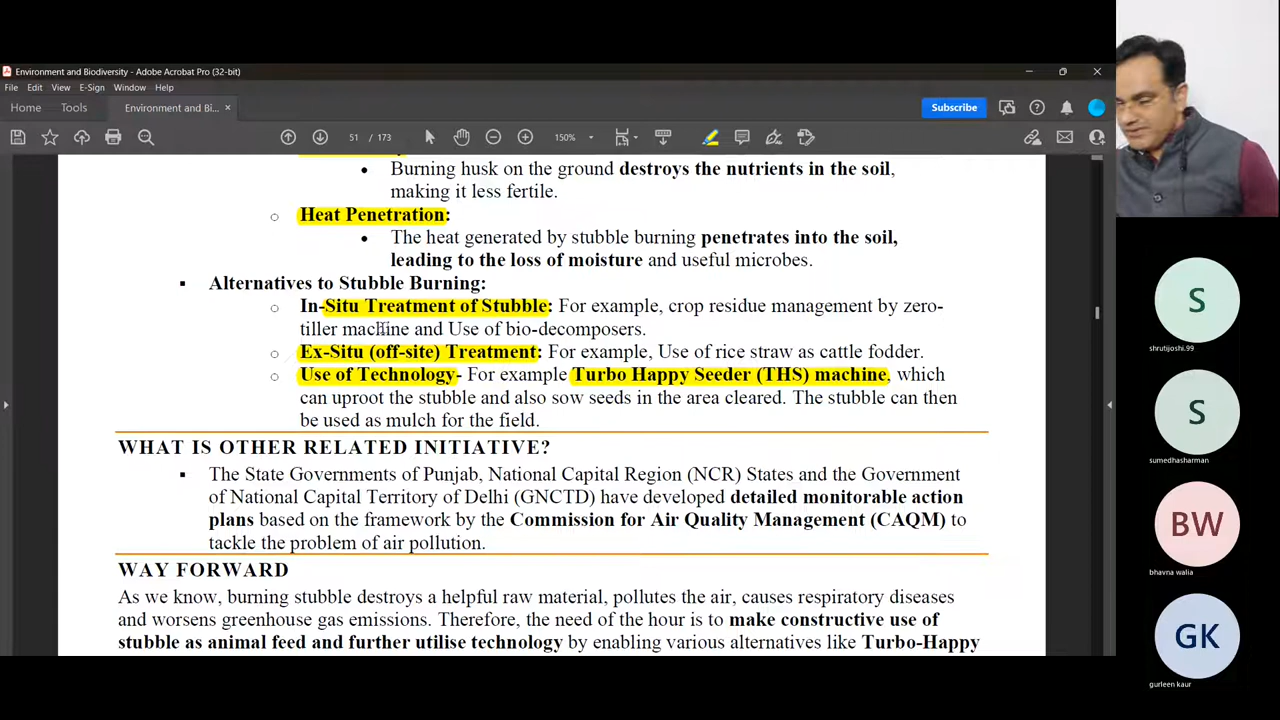 Environment and Biodiversity - Adobe Acrobat Pro (32-bit)
File Edit View E-Sign Window Help
Home Tools Environment and Bi... × Subscribe
51 / 173 150%
Burning husk on the ground destroys the nutrients in the soil,
making it less fertile.
Heat Penetration:
The heat generated by stubble burning penetrates into the soil,
leading to the loss of moisture and useful microbes.
Alternatives to Stubble Burning:
In-Situ Treatment of Stubble: For example, crop residue management by zero-
tiller machine and Use of bio-decomposers.
Ex-Situ (off-site) Treatment: For example, Use of rice straw as cattle fodder.
Use of Technology- For example Turbo Happy Seeder (THS) machine, which
can uproot the stubble and also sow seeds in the area cleared. The stubble can then
be used as mulch for the field.
WHAT IS OTHER RELATED INITIATIVE?
The State Governments of Punjab, National Capital Region (NCR) States and the Government
of National Capital Territory of Delhi (GNCTD) have developed detailed monitorable action
plans based on the framework by the Commission for Air Quality Management (CAQM) to
tackle the problem of air pollution.
WAY FORWARD
As we know, burning stubble destroys a helpful raw material, pollutes the air, causes respiratory diseases
and worsens greenhouse gas emissions. Therefore, the need of the hour is to make constructive use of
stubble as animal feed and further utilise technology by enabling various alternatives like Turbo-Happy
S
shrutijoshi.99
S
sumedhasharman
BW
bhavna walia
GK
gurleen kaur